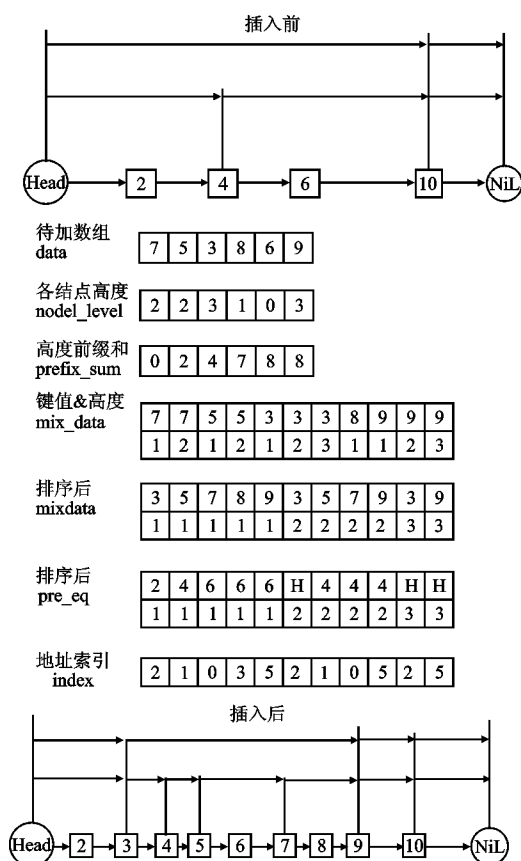 插入前
Head 2 4 6 10 NiL
待加数组
data
7 5 3 8 6 9
各结点高度
nodel_level
2 2 3 1 0 3
高度前缀和
prefix_sum
0 2 4 7 8 8
键值&高度
mix_data
7 7 5 5 3 3 3 8 9 9 9
1 2 1 2 1 2 3 1 1 2 3
排序后
mixdata
3 5 7 8 9 3 5 7 9 3 9
1 1 1 1 1 2 2 2 2 3 3
排序后
pre_eq
2 4 6 6 6 H 4 4 4 H H
1 1 1 1 1 2 2 2 2 3 3
地址索引
index
2 1 0 3 5 2 1 0 5 2 5
插入后
Head 2 3 4 5 6 7 8 9 10 NiL